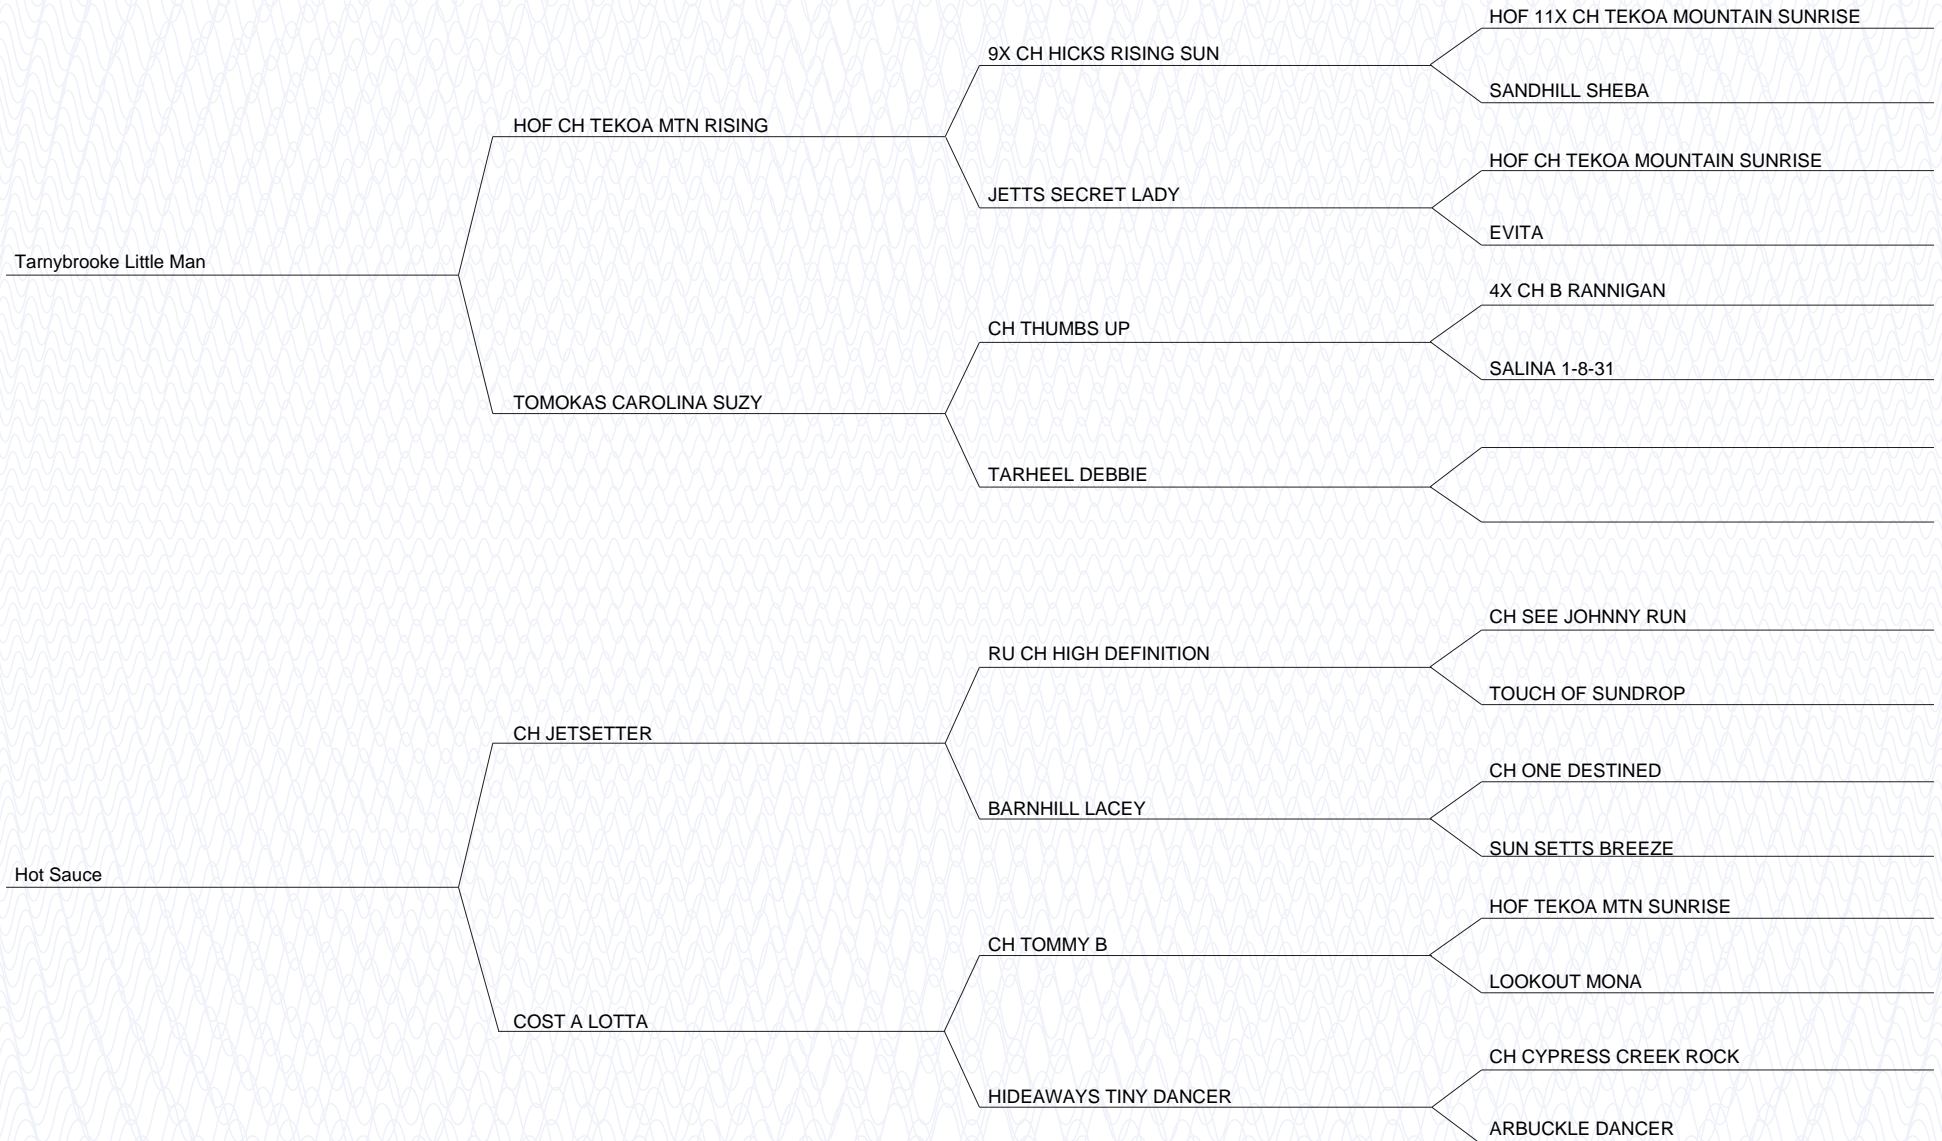 HOF 11X CH TEKOA MOUNTAIN SUNRISE
9X CH HICKS RISING SUN
SANDHILL SHEBA
HOF CH TEKOA MTN RISING
HOF CH TEKOA MOUNTAIN SUNRISE
JETTS SECRET LADY
EVITA
Tarnybrooke Little Man
4X CH B RANNIGAN
CH THUMBS UP
SALINA 1-8-31
TOMOKAS CAROLINA SUZY
TARHEEL DEBBIE
CH SEE JOHNNY RUN
RU CH HIGH DEFINITION
TOUCH OF SUNDROP
CH JETSETTER
CH ONE DESTINED
BARNHILL LACEY
SUN SETTS BREEZE
Hot Sauce
HOF TEKOA MTN SUNRISE
CH TOMMY B
LOOKOUT MONA
COST A LOTTA
CH CYPRESS CREEK ROCK
HIDEAWAYS TINY DANCER
ARBUCKLE DANCER